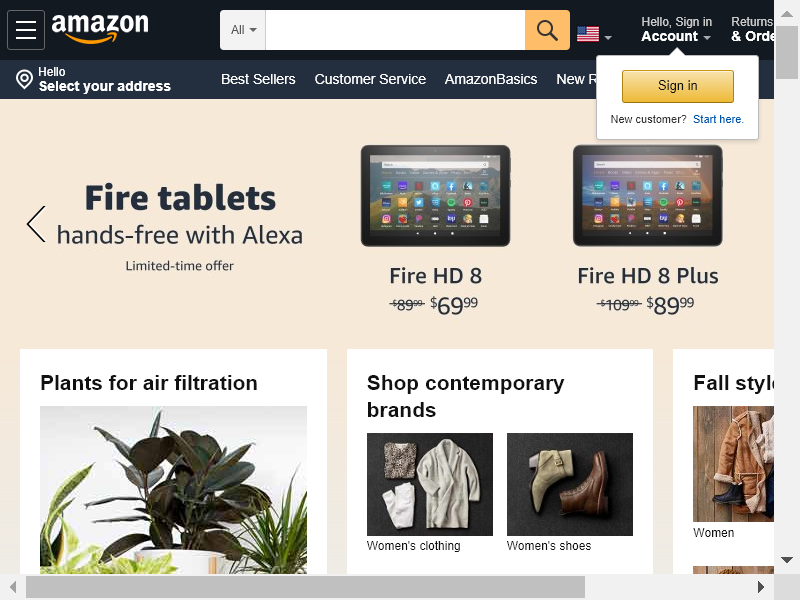 amazon
All
Hello, Sign in
Account
Returns
& Orde
Hello
Select your address
Best Sellers
Customer Service
AmazonBasics
New R
Sign in
New customer? Start here.
Fire tablets
hands-free with Alexa
Limited-time offer
Fire HD 8
$89.99 $69.99
Fire HD 8 Plus
$109.99 $89.99
Plants for air filtration
Shop contemporary
brands
Women's clothing
Women's shoes
Fall style
Women